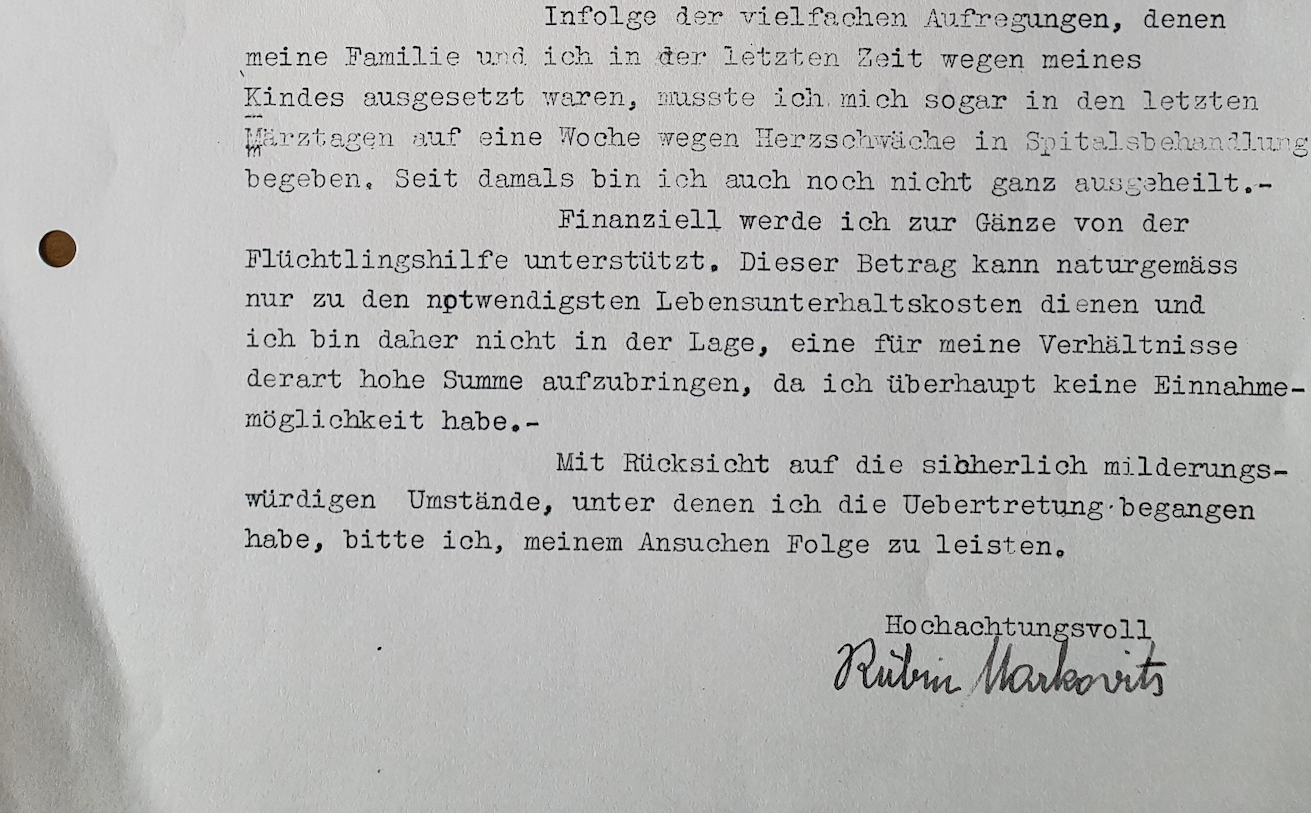 Infolge der vielfachen Aufregungen, denen
meine Familie und ich in der letzten Zeit wegen meines
Kindes ausgesetzt waren, musste ich mich sogar in den letzten
Märztagen auf eine Woche wegen Herzschwäche in Spitalsbehandlung
begeben. Seit damals bin ich auch noch nicht ganz ausgeheilt.-
Finanziell werde ich zur Gänze von der
Flüchtlingshilfe unterstützt. Dieser Betrag kann naturgemäss
nur zu den notwendigsten Lebensunterhaltskosten dienen und
ich bin daher nicht in der Lage, eine für meine Verhältnisse
derart hohe Summe aufzubringen, da ich überhaupt keine Einnahme-
möglichkeit habe.-
Mit Rücksicht auf die sicherlich milderungs-
würdigen Umstände, unter denen ich die Uebertretung begangen
habe, bitte ich, meinem Ansuchen Folge zu leisten.
Hochachtungsvoll
Rubin Markovits